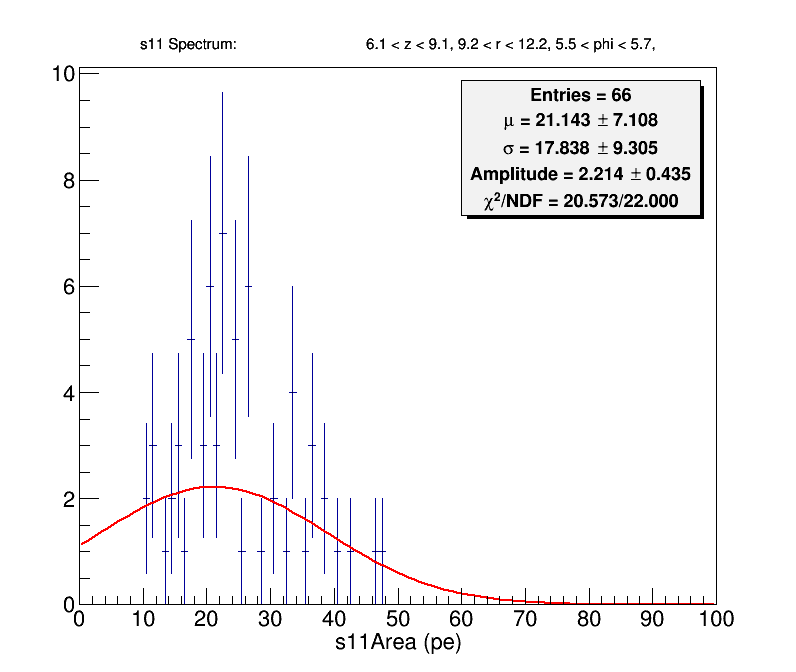 s11 Spectrum: 6.1 < z < 9.1, 9.2 < r < 12.2, 5.5 < phi < 5.7,
Entries = 66
μ = 21.143 ± 7.108
σ = 17.838 ± 9.305
Amplitude = 2.214 ± 0.435
χ²/NDF = 20.573/22.000
10
8
6
4
2
0
0 10 20 30 40 50 60 70 80 90 100
s11Area (pe)